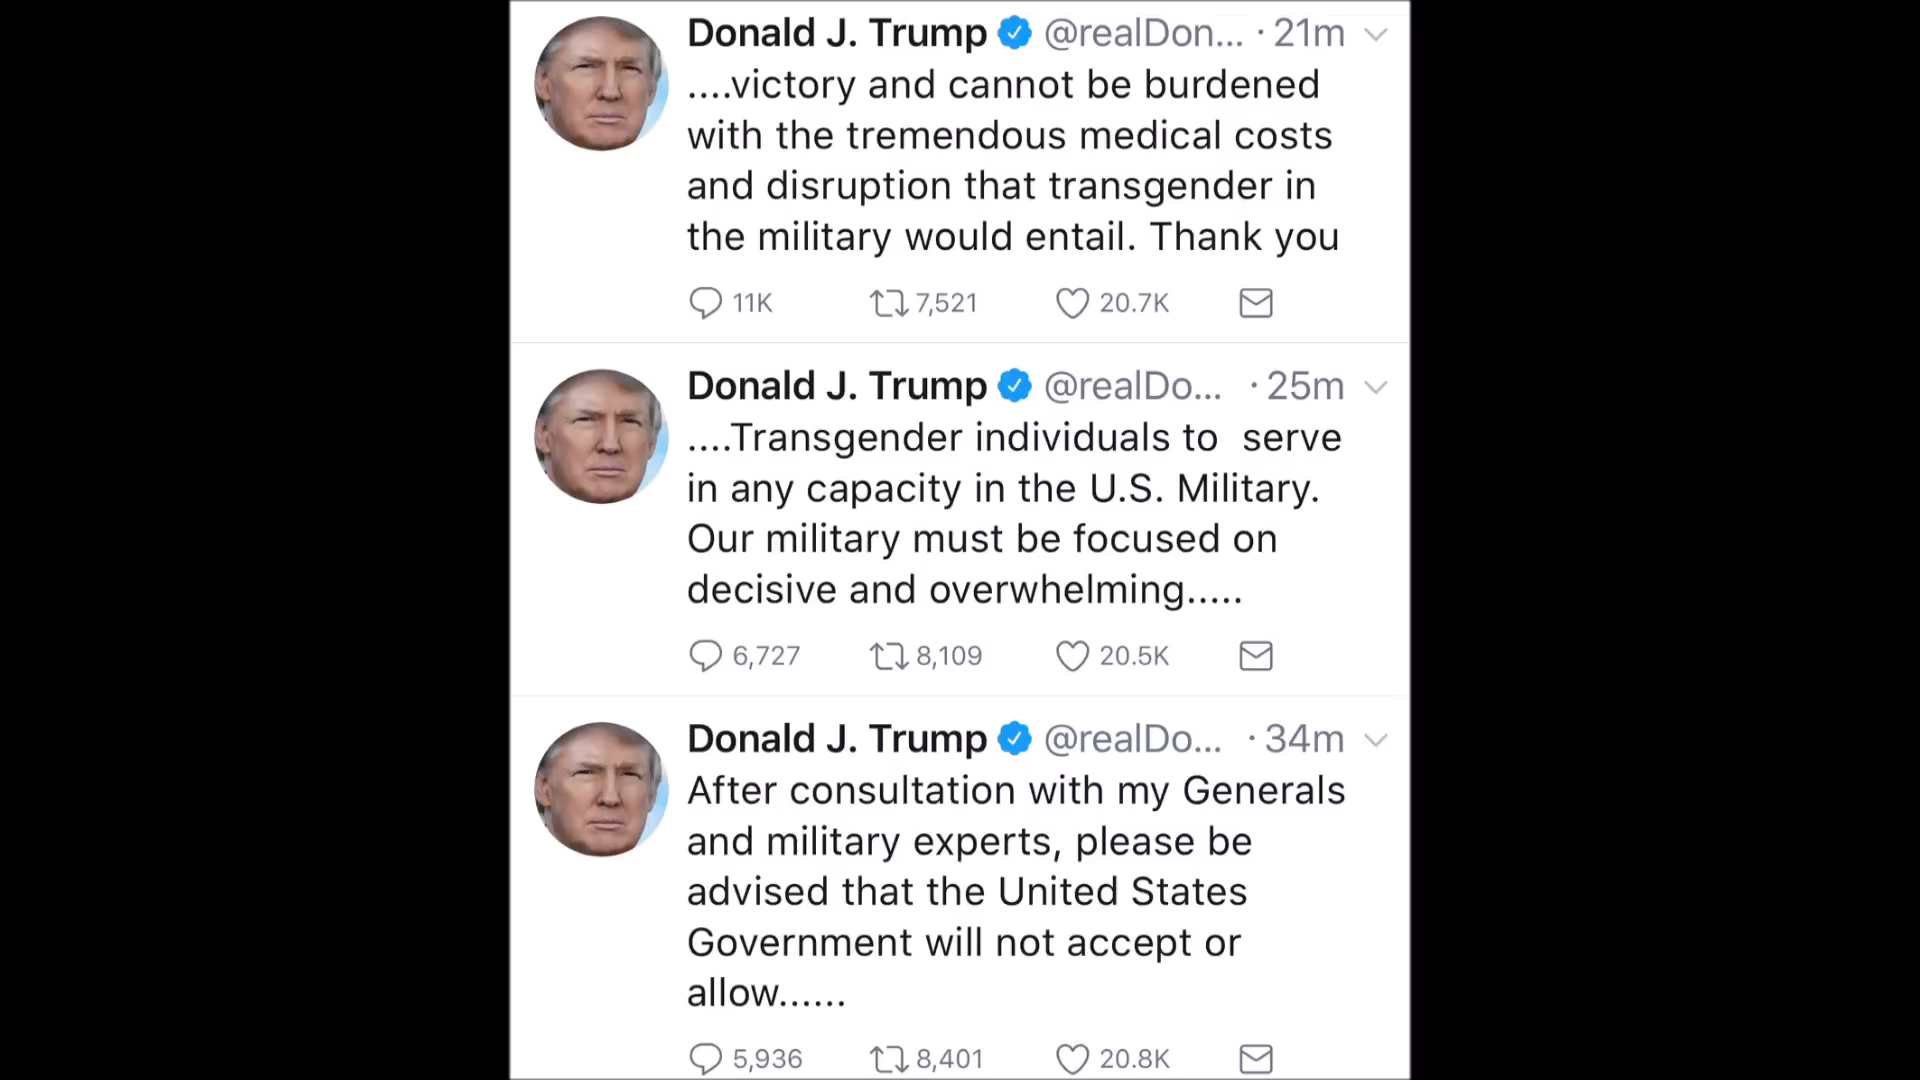 Donald J. Trump @realDon... · 21m
....victory and cannot be burdened
with the tremendous medical costs
and disruption that transgender in
the military would entail. Thank you
11K 7,521 20.7K
Donald J. Trump @realDo... · 25m
....Transgender individuals to  serve
in any capacity in the U.S. Military.
Our military must be focused on
decisive and overwhelming.....
6,727 8,109 20.5K
Donald J. Trump @realDo... · 34m
After consultation with my Generals
and military experts, please be
advised that the United States
Government will not accept or
allow......
5,936 8,401 20.8K